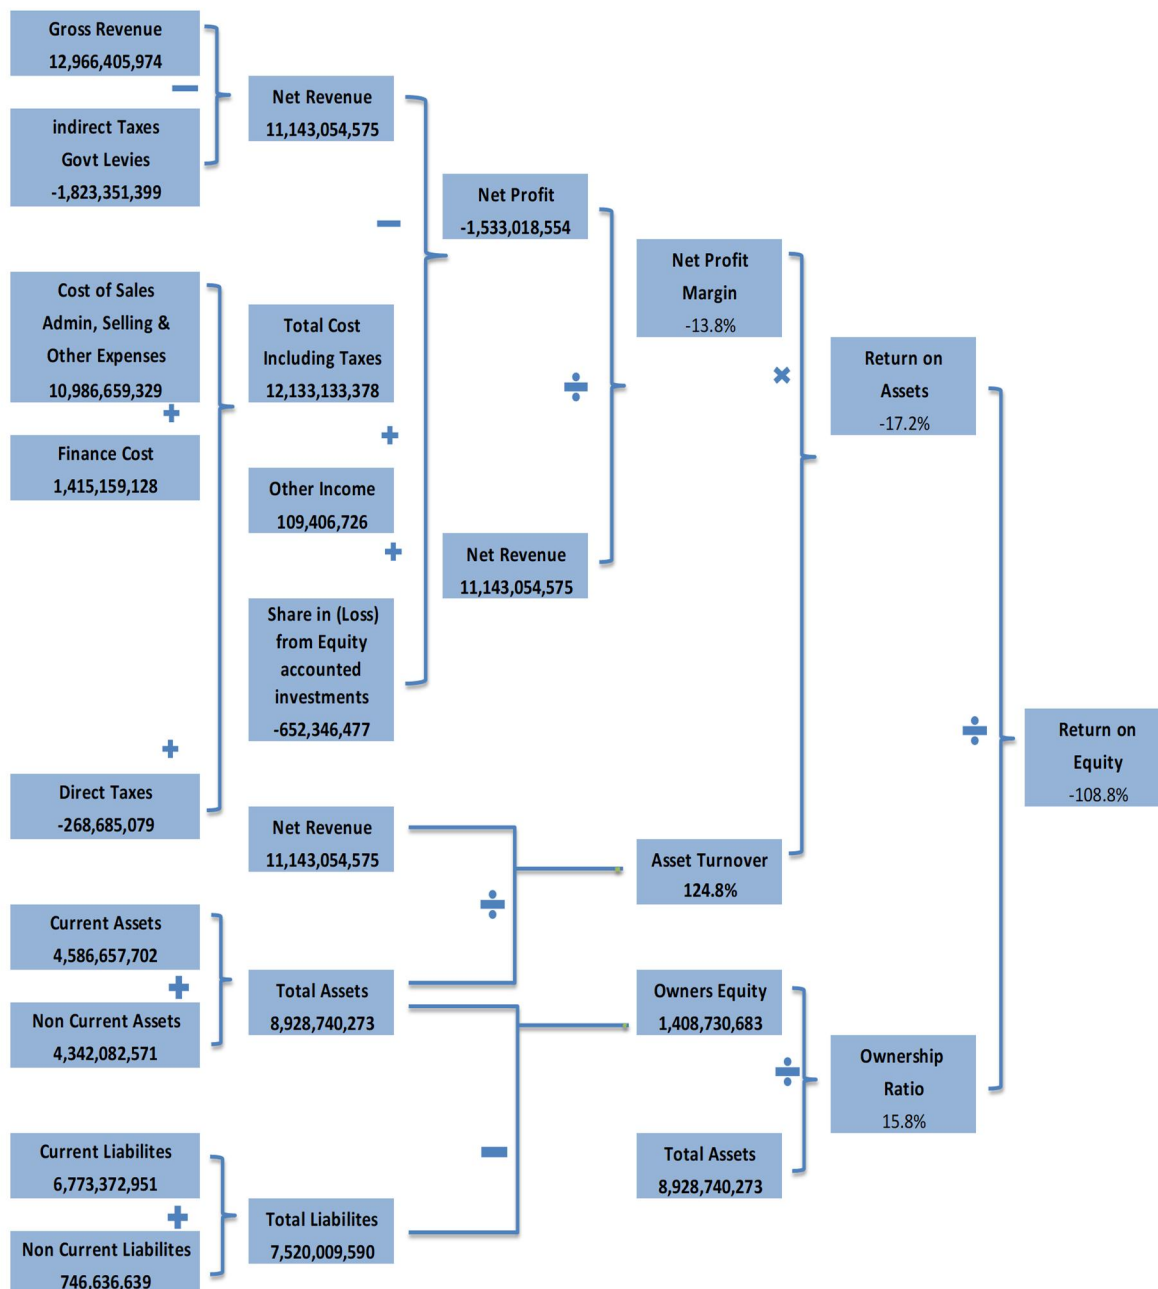 Gross Revenue
12,966,405,974
indirect Taxes
Govt Levies
-1,823,351,399
Net Revenue
11,143,054,575
Cost of Sales
Admin, Selling &
Other Expenses
10,986,659,329
Finance Cost
1,415,159,128
Direct Taxes
-268,685,079
Total Cost
Including Taxes
12,133,133,378
Other Income
109,406,726
Share in (Loss)
from Equity
accounted
investments
-652,346,477
Net Profit
-1,533,018,554
Net Revenue
11,143,054,575
Net Profit
Margin
-13.8%
Return on
Assets
-17.2%
Return on
Equity
-108.8%
Net Revenue
11,143,054,575
Asset Turnover
124.8%
Current Assets
4,586,657,702
Non Current Assets
4,342,082,571
Total Assets
8,928,740,273
Owners Equity
1,408,730,683
Total Assets
8,928,740,273
Ownership
Ratio
15.8%
Current Liabilites
6,773,372,951
Non Current Liabilites
746,636,639
Total Liabilites
7,520,009,590